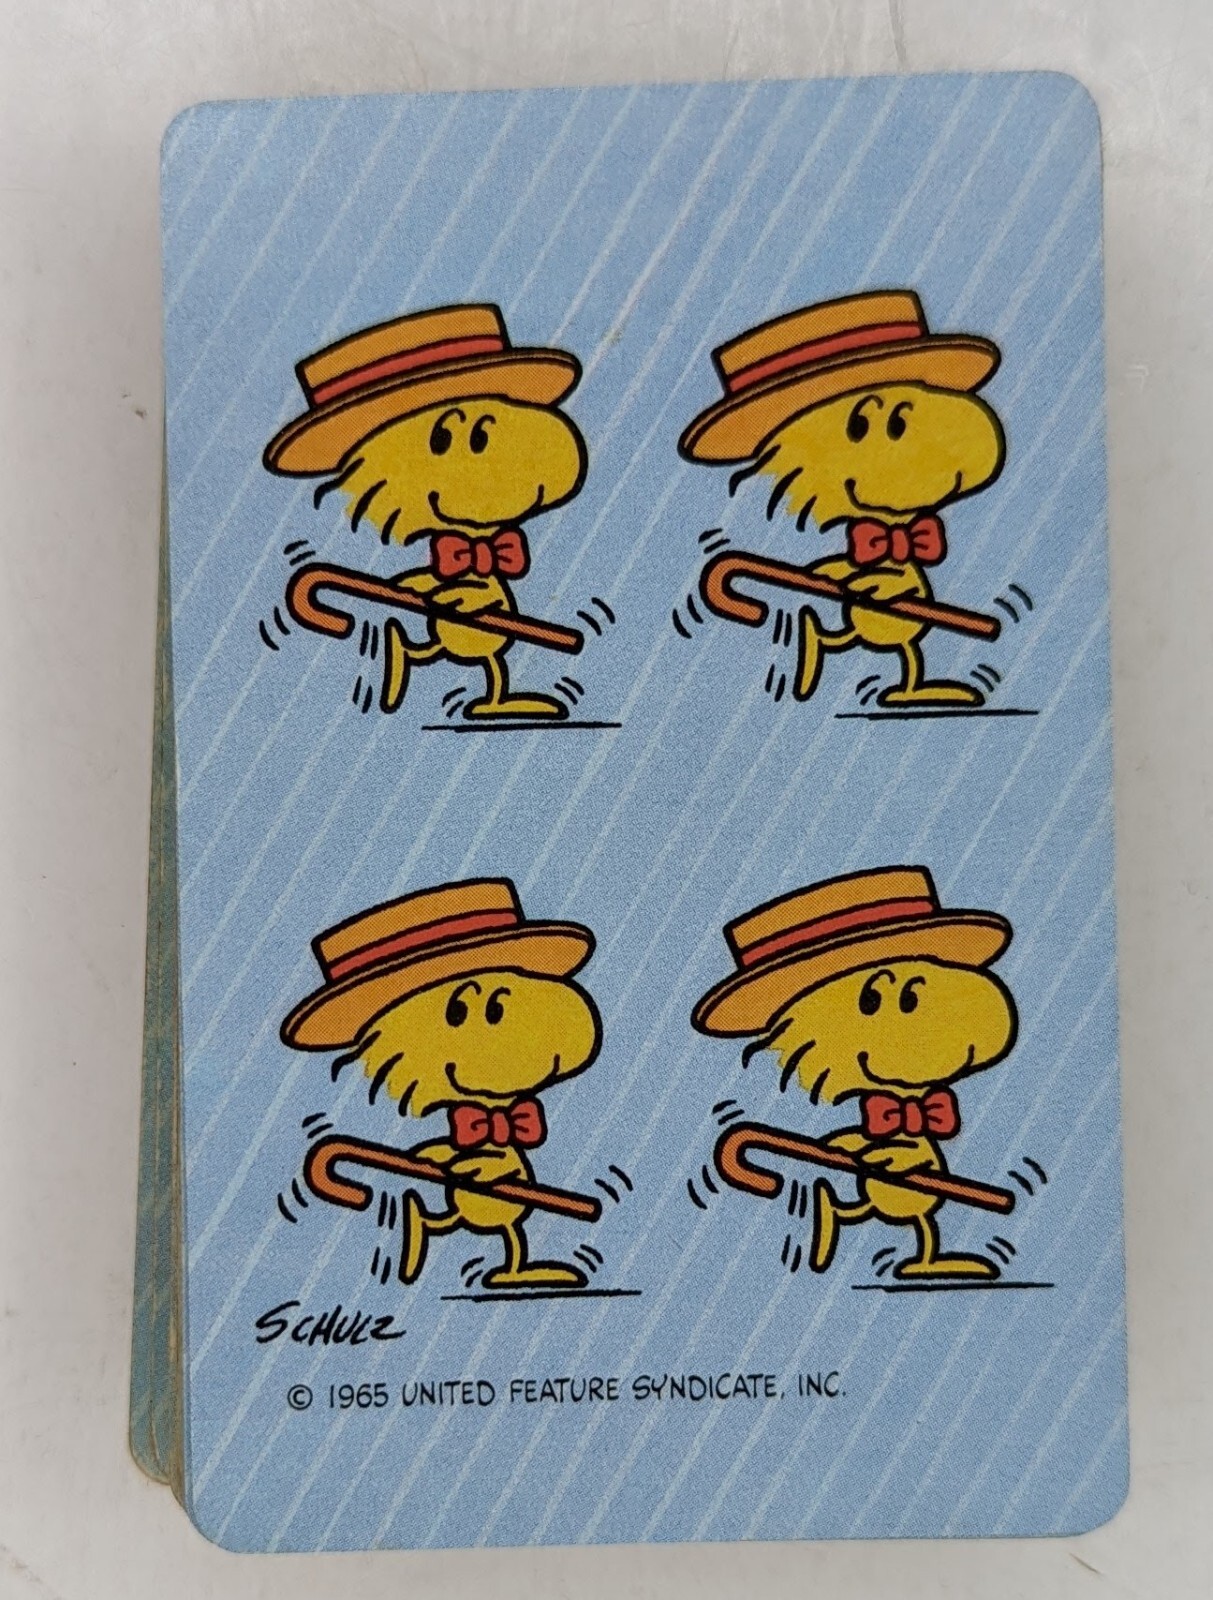 SCHULZ
© 1965 UNITED FEATURE SYNDICATE, INC.